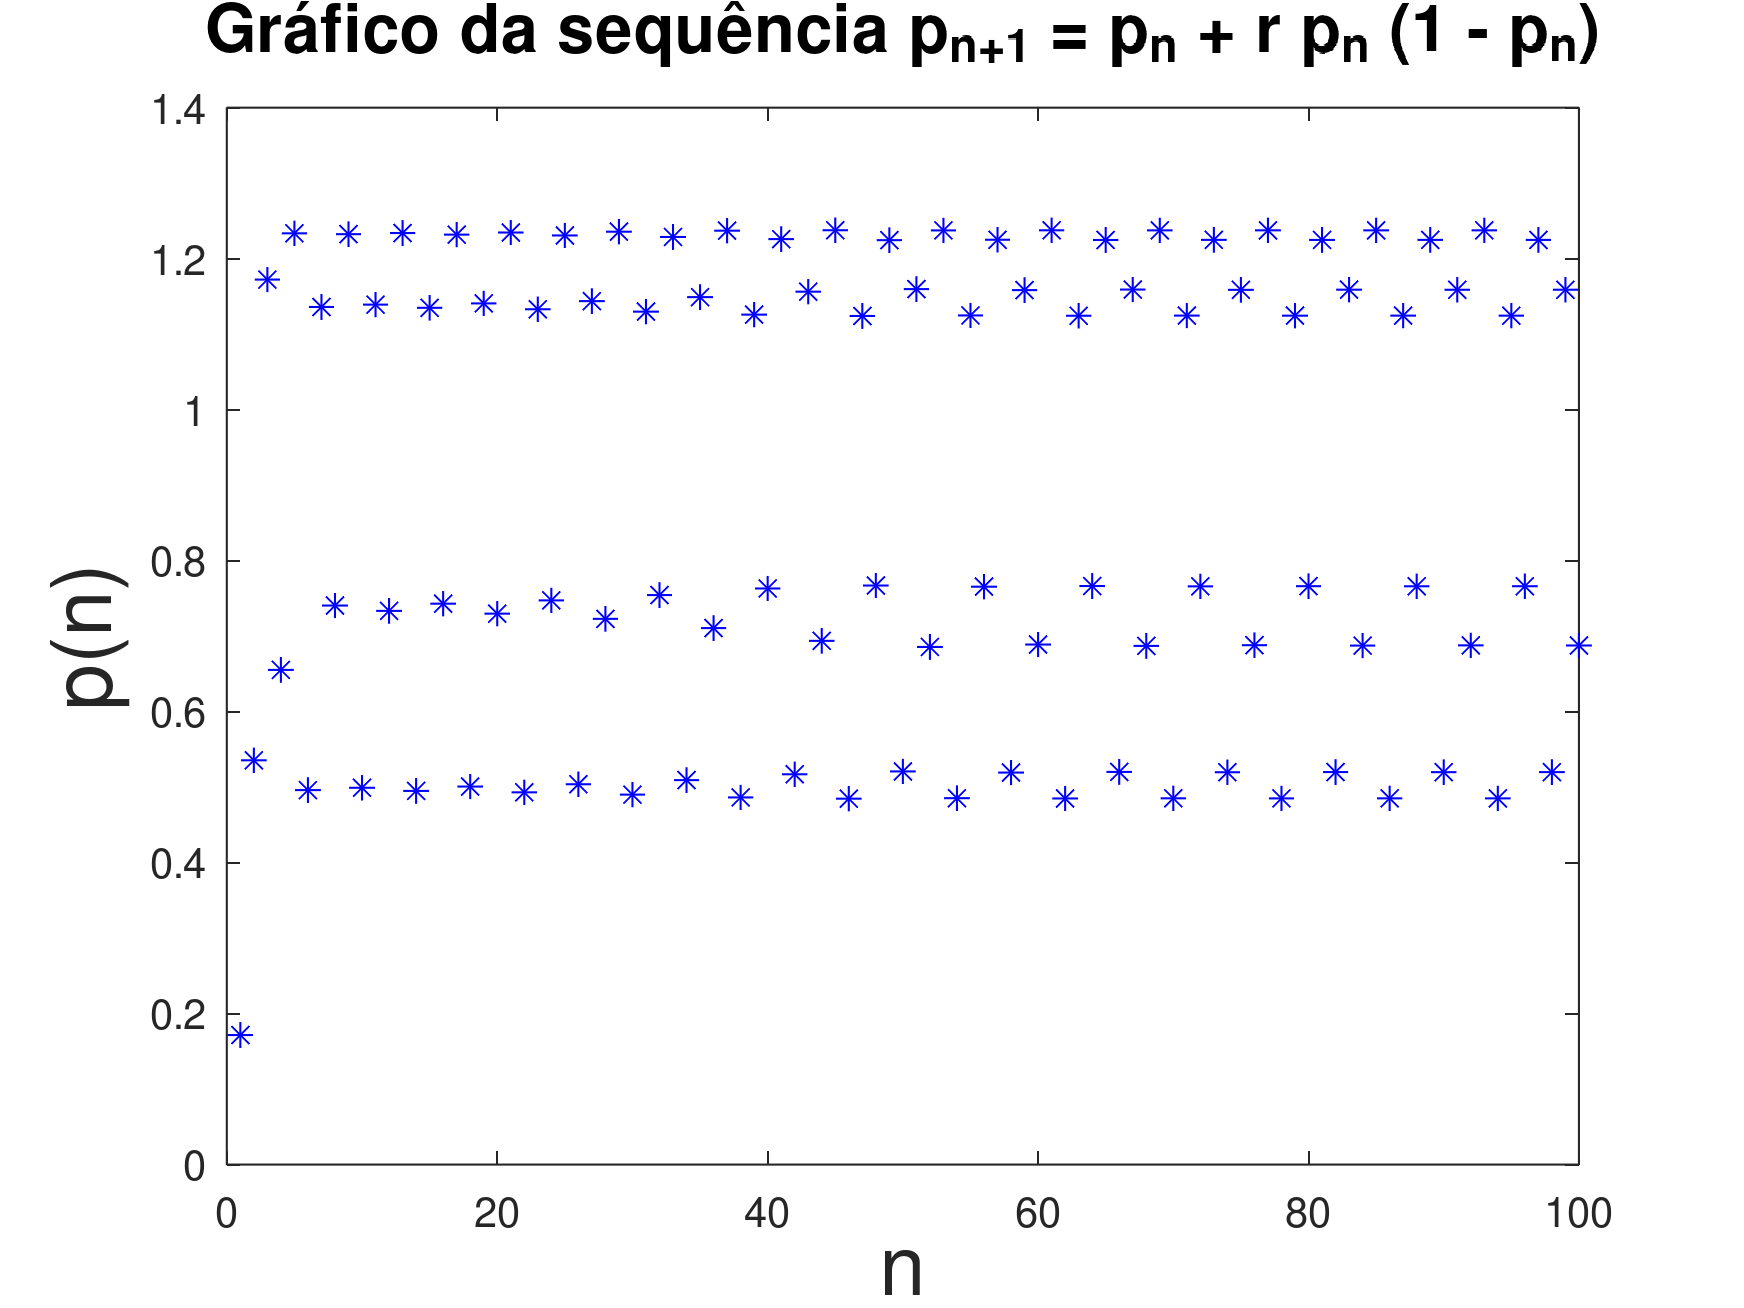 Gráfico da sequência pₙ₊₁ = pₙ + r pₙ (1 - pₙ)
1.4
1.2
1
0.8
0.6
0.4
0.2
0
p(n)
0 20 40 60 80 100
n